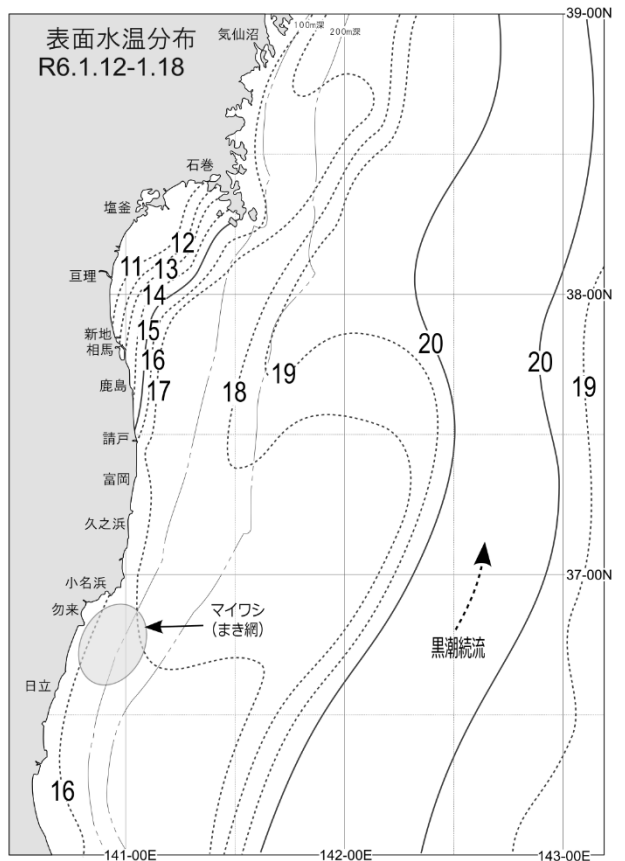 39-00N
表面水温分布
R6.1.12-1.18
気仙沼
100m深
200m深
石巻
塩釜
12
11
13
亘理
14
38-00N
15
新地
相馬
16
17
鹿島
18
19
20
20
19
請戸
富岡
久之浜
小名浜
37-00N
勿来
マイワシ
(まき網)
黒潮続流
日立
16
141-00E
142-00E
143-00E